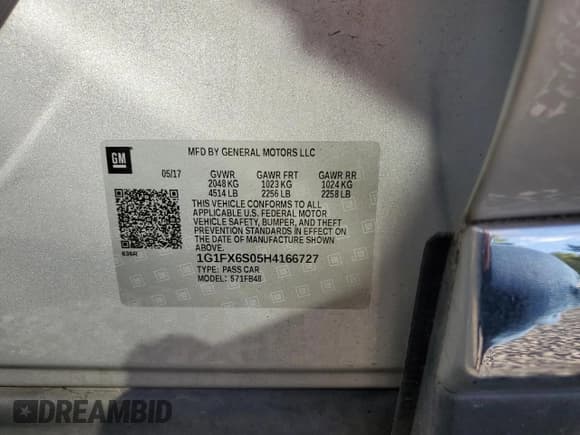 GM
MFD BY GENERAL MOTORS LLC
05/17 GVWR GAWR FRT GAWR RR
2048 KG 1023 KG 1024 KG
4514 LB 2256 LB 2258 LB
THIS VEHICLE CONFORMS TO ALL
APPLICABLE U.S. FEDERAL MOTOR
VEHICLE SAFETY, BUMPER, AND THEFT
PREVENTION STANDARDS IN EFFECT ON
THE DATE OF MANUFACTURE SHOWN
ABOVE.
1G1FX6S05H4166727
TYPE: PASS CAR
MODEL: 571FB48
DREAMBID